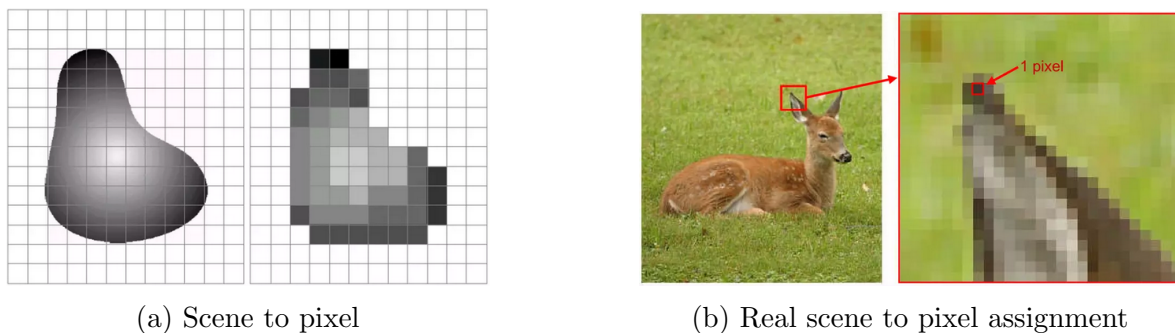 1 pixel
(a) Scene to pixel
(b) Real scene to pixel assignment